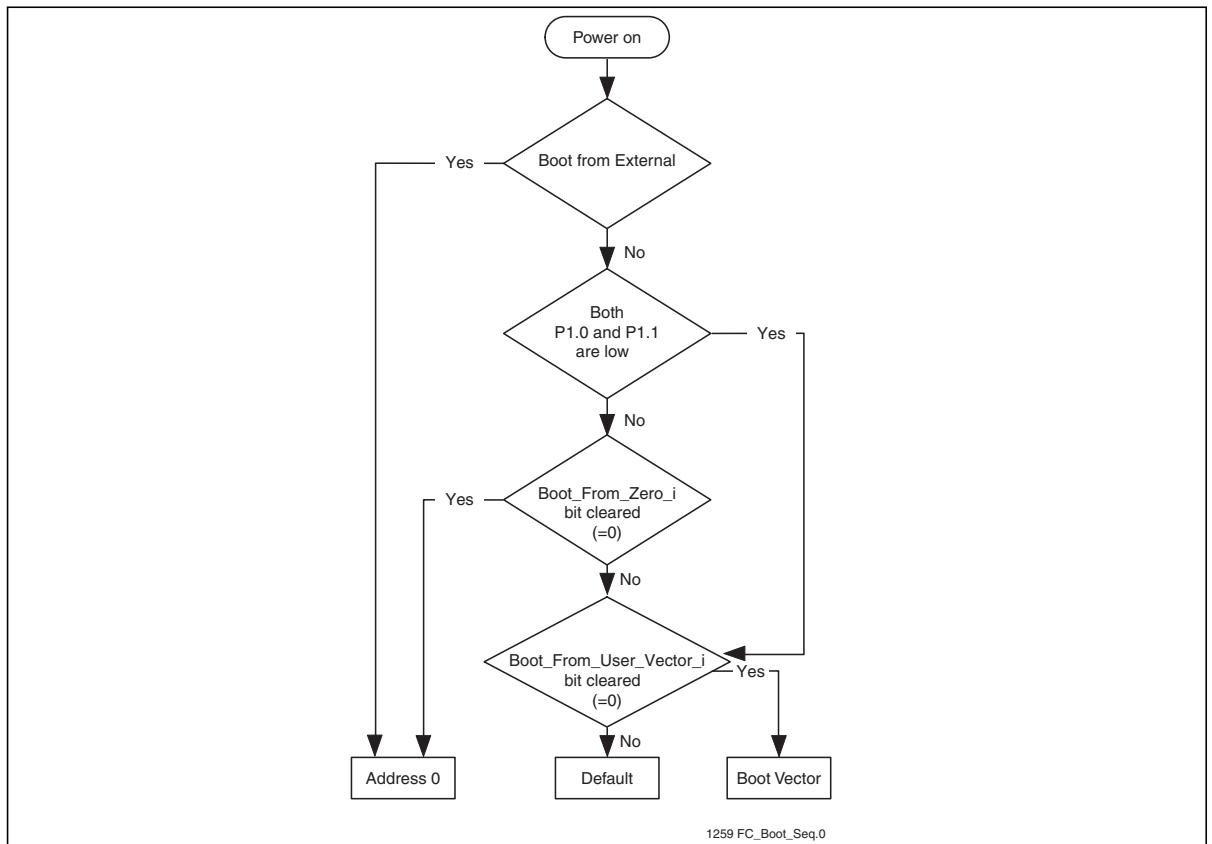 Power on
Boot from External
Yes
No
Both
P1.0 and P1.1
are low
Yes
No
Boot_From_Zero_i
bit cleared
(=0)
Yes
No
Boot_From_User_Vector_i
bit cleared
(=0)
Yes
No
Address 0
Default
Boot Vector
1259 FC_Boot_Seq.0